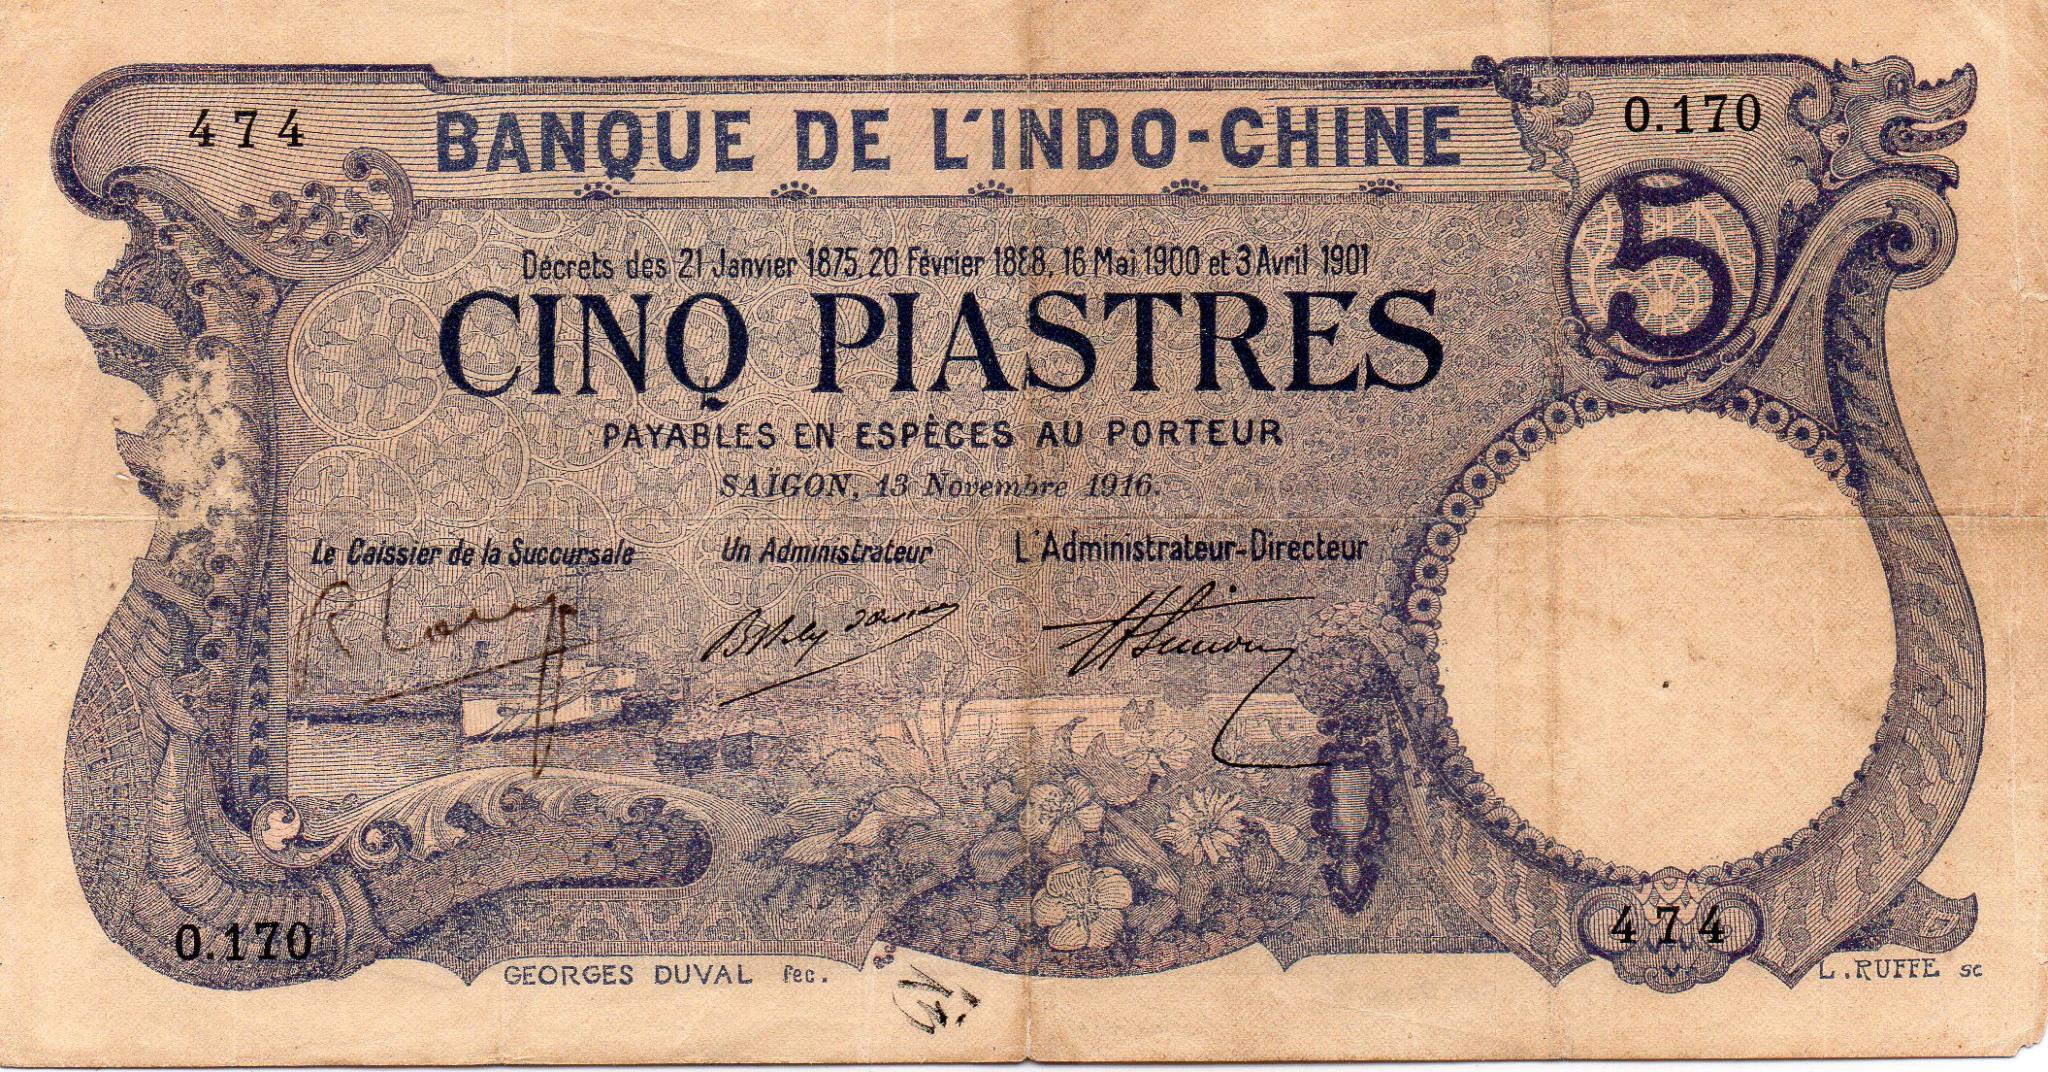 474
BANQUE DE L'INDO-CHINE
O.170
5
Décrets des 21 Janvier 1875, 20 Février 1888, 16 Mai 1900 et 3 Avril 1901
CINQ PIASTRES
PAYABLES EN ESPÈCES AU PORTEUR
SAÏGON, 13 Novembre 1916.
Le Caissier de la Succursale
Un Administrateur
L'Administrateur-Directeur
O.170
474
GEORGES DUVAL fec.
L. RUFFE sc